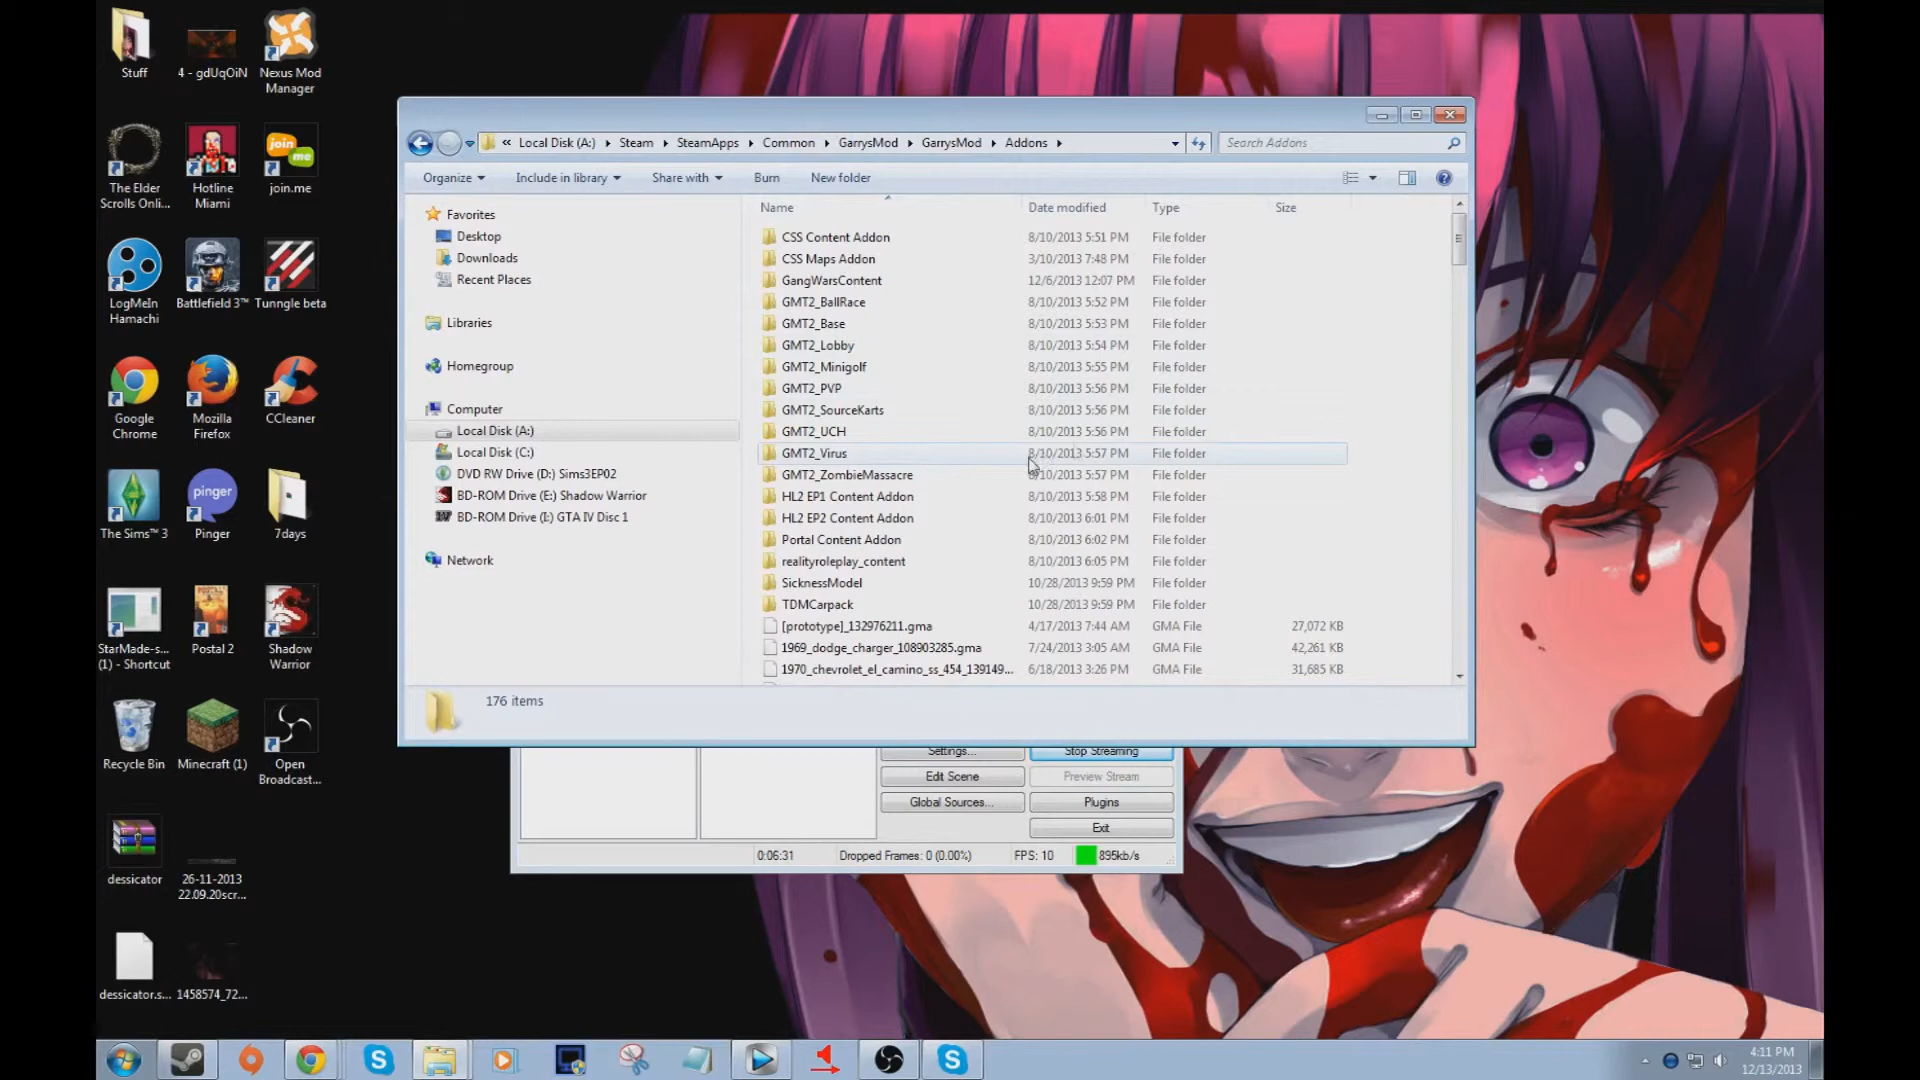 Stuff
4 - gdUqOiN
Nexus Mod
Manager
The Elder
Scrolls Onli...
Hotline
Miami
join.me
LogMeIn
Hamachi
Battlefield 3™
Tunngle beta
Google
Chrome
Mozilla
Firefox
CCleaner
The Sims™ 3
pinger
Pinger
7days
StarMade-s...
(1) - Shortcut
Postal 2
Shadow
Warrior
Recycle Bin
Minecraft (1)
Open
Broadcast...
dessicator
26-11-2013
22.09.20scr...
dessicator.s...
1458574_72...
« Local Disk (A:) Steam SteamApps Common GarrysMod GarrysMod Addons
Search Addons
Organize Include in library Share with Burn New folder
Favorites
Desktop
Downloads
Recent Places
Libraries
Homegroup
Computer
Local Disk (A:)
Local Disk (C:)
DVD RW Drive (D:) Sims3EP02
BD-ROM Drive (E:) Shadow Warrior
BD-ROM Drive (I:) GTA IV Disc 1
Network
Name Date modified Type Size
CSS Content Addon 8/10/2013 5:51 PM File folder
CSS Maps Addon 3/10/2013 7:48 PM File folder
GangWarsContent 12/6/2013 12:07 PM File folder
GMT2_BallRace 8/10/2013 5:52 PM File folder
GMT2_Base 8/10/2013 5:53 PM File folder
GMT2_Lobby 8/10/2013 5:54 PM File folder
GMT2_Minigolf 8/10/2013 5:55 PM File folder
GMT2_PVP 8/10/2013 5:56 PM File folder
GMT2_SourceKarts 8/10/2013 5:56 PM File folder
GMT2_UCH 8/10/2013 5:56 PM File folder
GMT2_Virus 8/10/2013 5:57 PM File folder
GMT2_ZombieMassacre 8/10/2013 5:57 PM File folder
HL2 EP1 Content Addon 8/10/2013 5:58 PM File folder
HL2 EP2 Content Addon 8/10/2013 6:01 PM File folder
Portal Content Addon 8/10/2013 6:02 PM File folder
realityroleplay_content 8/10/2013 6:05 PM File folder
SicknessModel 10/28/2013 9:59 PM File folder
TDMCarpack 10/28/2013 9:59 PM File folder
[prototype]_132976211.gma 4/17/2013 7:44 AM GMA File 27,072 KB
1969_dodge_charger_108903285.gma 7/24/2013 3:05 AM GMA File 42,261 KB
1970_chevrolet_el_camino_ss_454_139149... 6/18/2013 3:26 PM GMA File 31,685 KB
176 items
Settings... Stop Streaming
Edit Scene Preview Stream
Global Sources... Plugins
Exit
0:06:31 Dropped Frames: 0 (0.00%) FPS: 10 895kb/s
4:11 PM
12/13/2013